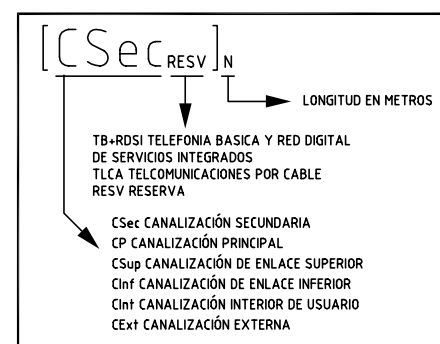 [CSec RESV]N
LONGITUD EN METROS
TB+RDSI TELEFONIA BASICA Y RED DIGITAL
DE SERVICIOS INTEGRADOS
TLCA TELCOMUNICACIONES POR CABLE
RESV RESERVA
CSec CANALIZACIÓN SECUNDARIA
CP CANALIZACIÓN PRINCIPAL
CSup CANALIZACIÓN DE ENLACE SUPERIOR
CInf CANALIZACIÓN DE ENLACE INFERIOR
CInt CANALIZACIÓN INTERIOR DE USUARIO
CExt CANALIZACIÓN EXTERNA